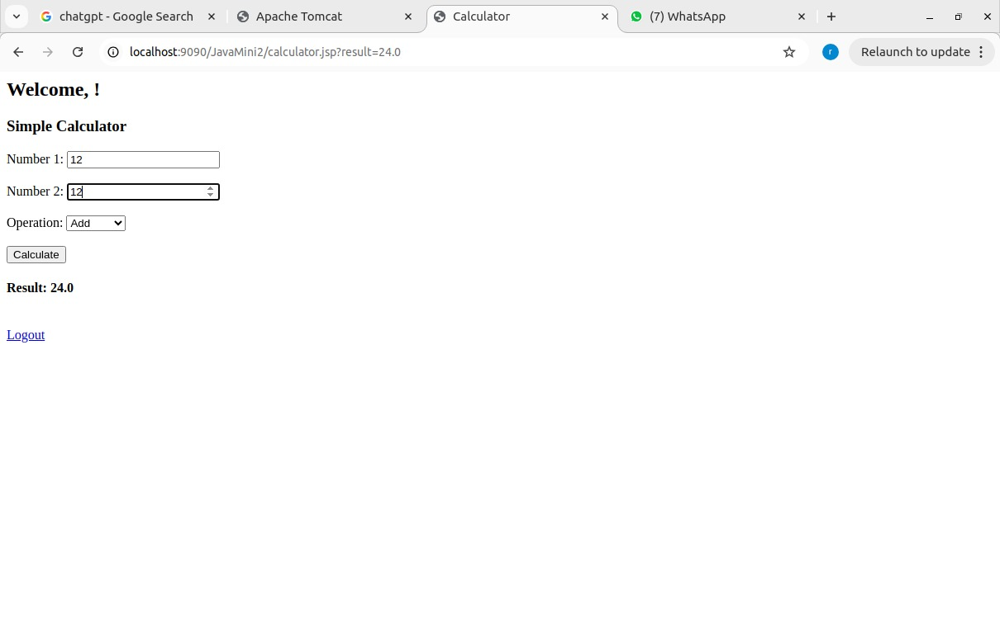 chatgpt - Google Search
Apache Tomcat
Calculator
(7) WhatsApp
localhost:9090/JavaMini2/calculator.jsp?result=24.0
r
Relaunch to update
Welcome, !
Simple Calculator
Number 1: 12
Number 2: 12
Operation: Add
Calculate
Result: 24.0
Logout